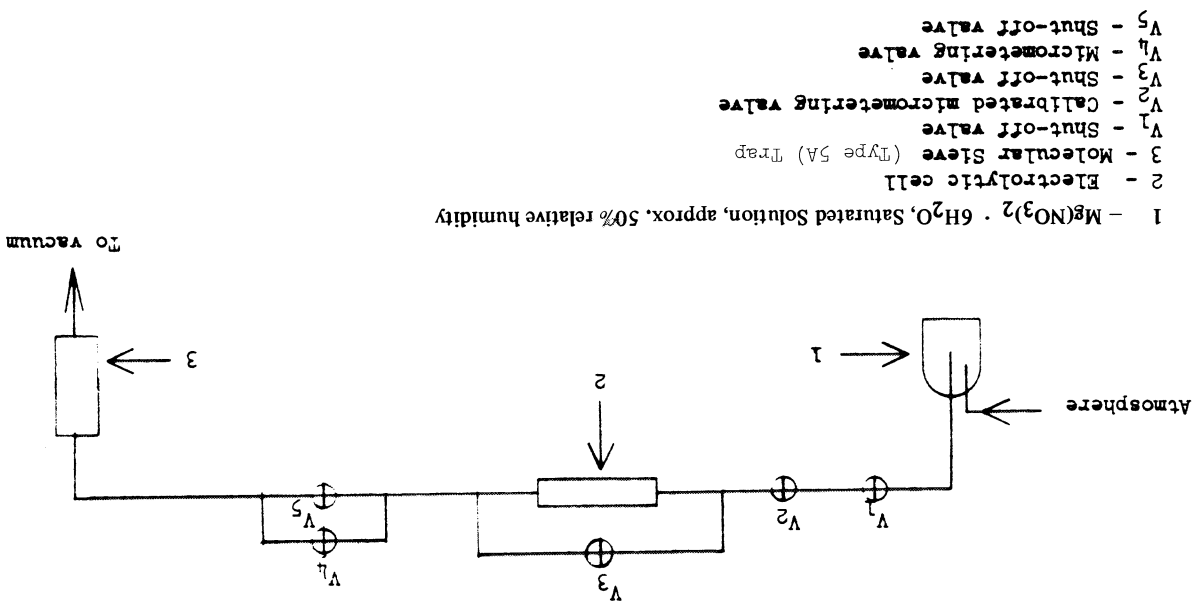 V3
V4
V1
V2
V5
Atmosphere
2
1
3
To vacuum
1 – Mg(NO3)2 · 6H2O, Saturated Solution, approx. 50% relative humidity
2 - Electrolytic cell
3 - Molecular Sieve (Type 5A) Trap
V1 - Shut-off valve
V2 - Calibrated micrometering valve
V3 - Shut-off valve
V4 - Micrometering valve
V5 - Shut-off valve